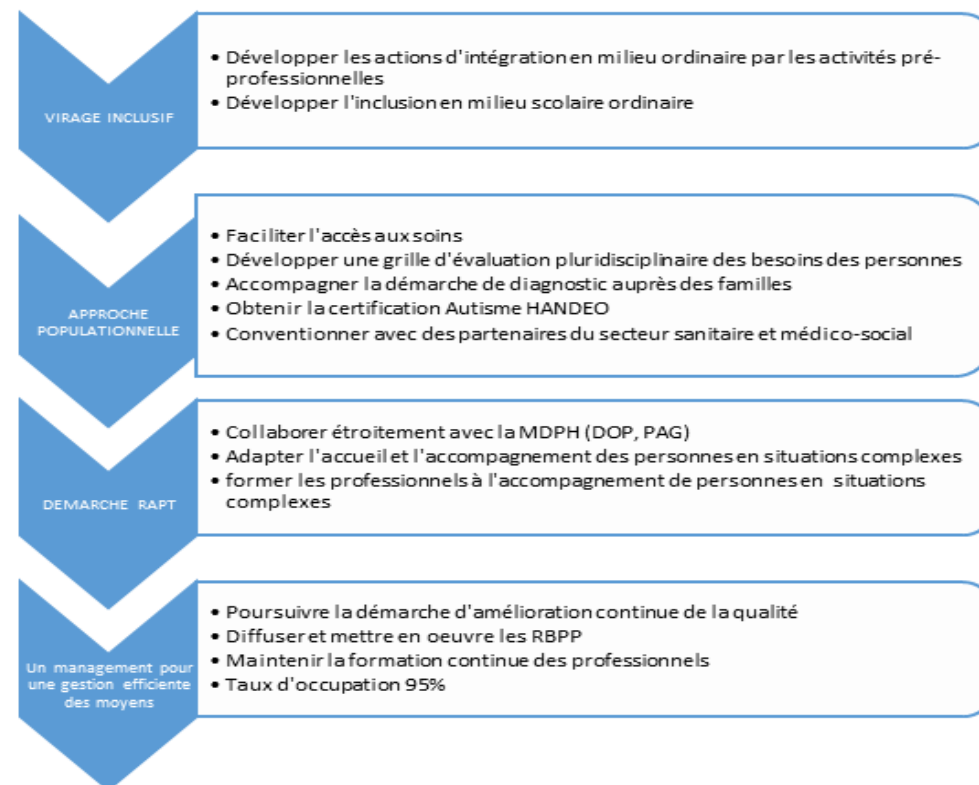 VIRAGE INCLUSIF
• Développer les actions d'intégration en milieu ordinaire par les activités pré-
professionnelles
• Développer l'inclusion en milieu scolaire ordinaire
APPROCHE
POPULATIONNELLE
• Faciliter l'accès aux soins
• Développer une grille d'évaluation pluridisciplinaire des besoins des personnes
• Accompagner la démarche de diagnostic auprès des familles
• Obtenir la certification Autisme HANDEO
• Conventionner avec des partenaires du secteur sanitaire et médico-social
DEMARCHE RAPT
• Collaborer étroitement avec la MDPH (DOP, PAG)
• Adapter l'accueil et l'accompagnement des personnes en situations complexes
• former les professionnels à l'accompagnement de personnes en situations
complexes
Un management pour
une gestion efficiente
des moyens
• Poursuivre la démarche d'amélioration continue de la qualité
• Diffuser et mettre en oeuvre les RBPP
• Maintenir la formation continue des professionnels
• Taux d'occupation 95%